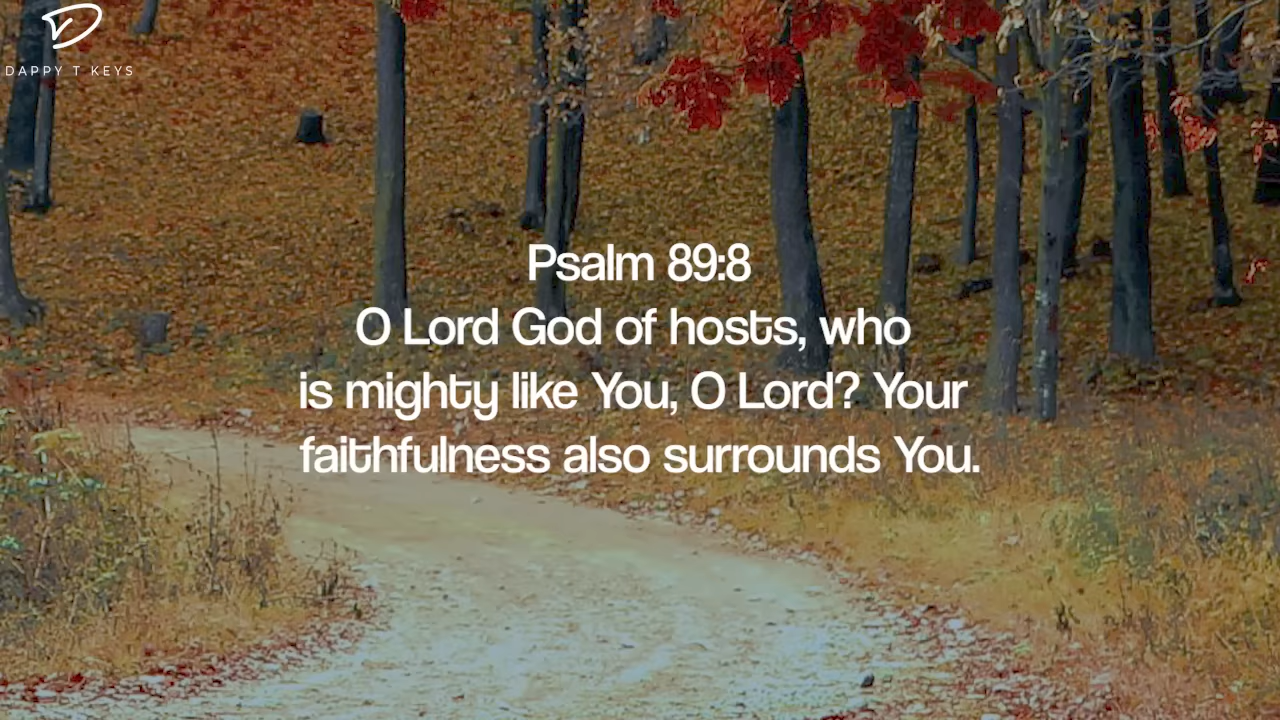 DAPPY T KEYS
Psalm 89:8
O Lord God of hosts, who
is mighty like You, O Lord? Your
faithfulness also surrounds You.